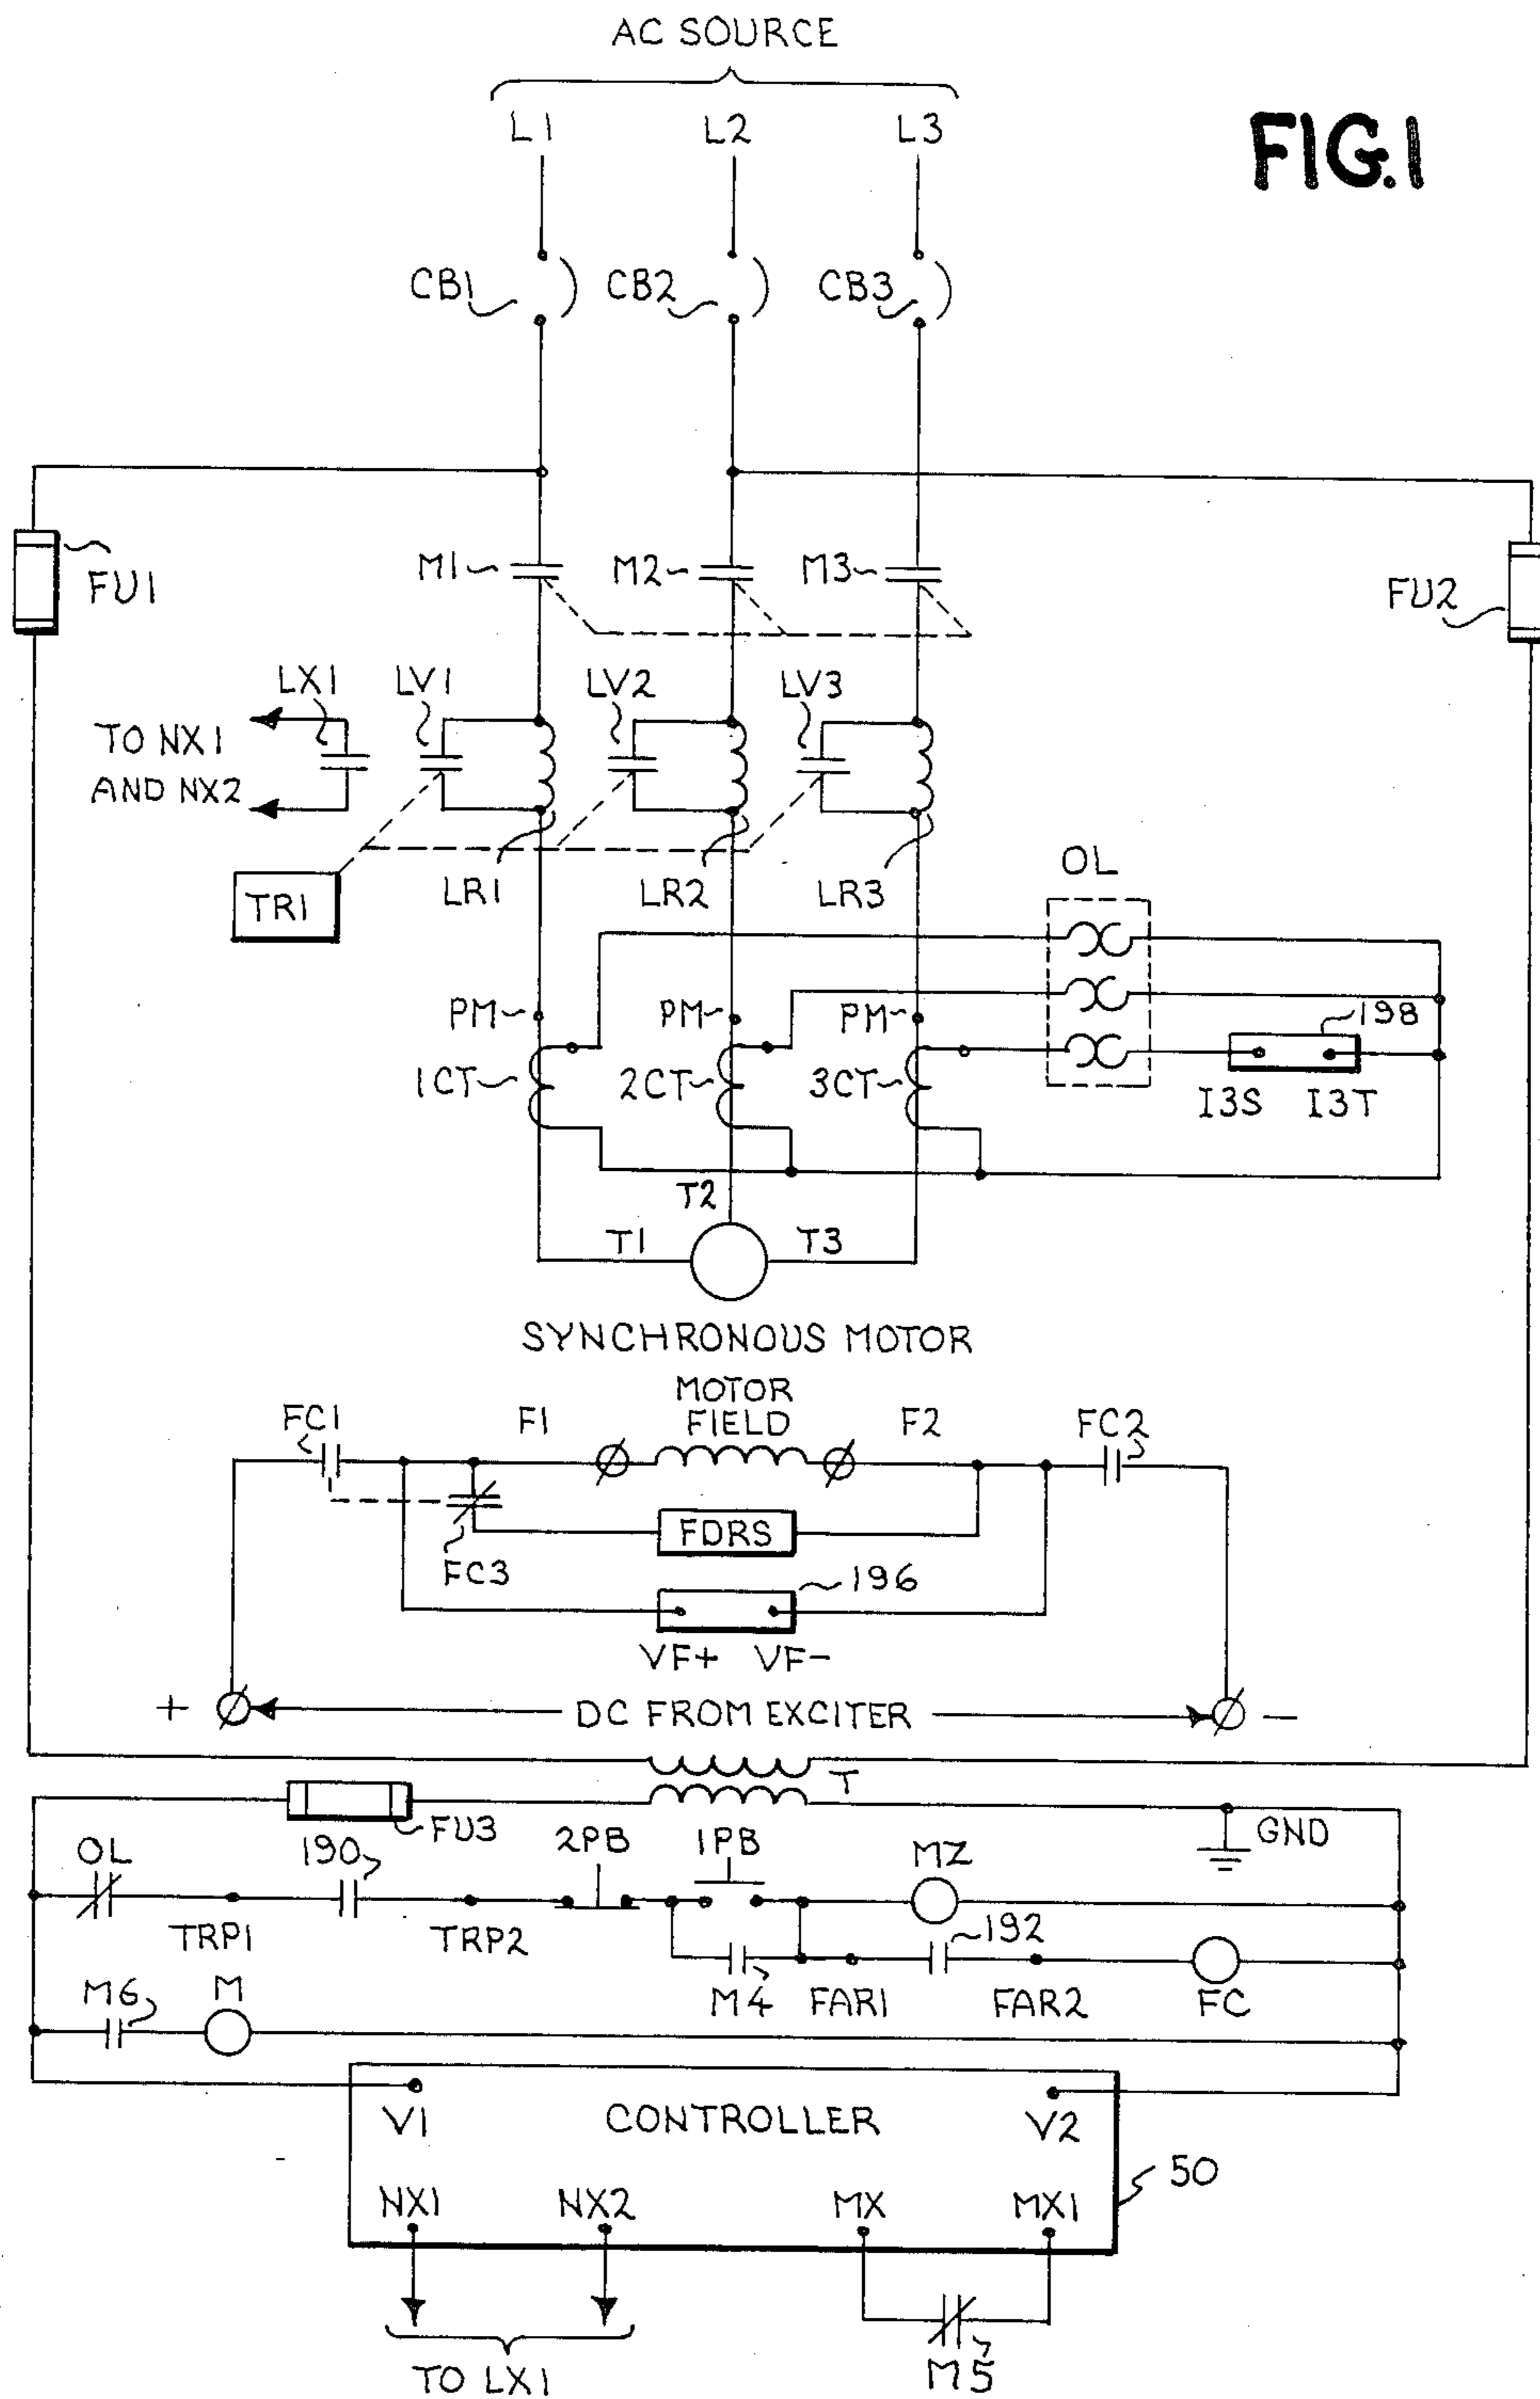 AC SOURCE
L1 L2 L3
FIG.1
CB1 CB2 CB3
FU1
M1 M2 M3
FU2
LX1 LV1 LV2 LV3
TO NX1
AND NX2
TR1
LR1 LR2 LR3
OL
PM PM PM
198
1CT 2CT 3CT
I3S I3T
T2
T1 T3
SYNCHRONOUS MOTOR
MOTOR
FIELD
FC1 F1 F2 FC2
FDRS
FC3
196
VF+ VF-
+ DC FROM EXCITER —
T
FU3
GND
OL 190 2PB 1PB MZ
TRP1 TRP2 192
M4 FAR1 FAR2 FC
M6 M
V1 CONTROLLER V2
50
NX1 NX2 MX MX1
TO LX1
M5